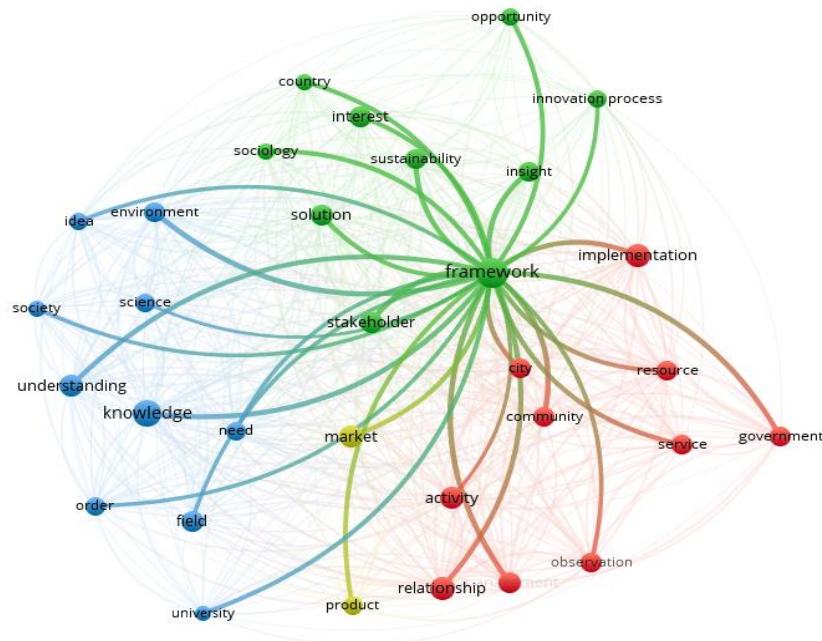 opportunity
country
innovation process
interest
sociology
sustainability
insight
idea
environment
solution
framework
implementation
society
science
stakeholder
understanding
city
resource
knowledge
need
market
community
government
service
order
field
activity
observation
relationship
university
product